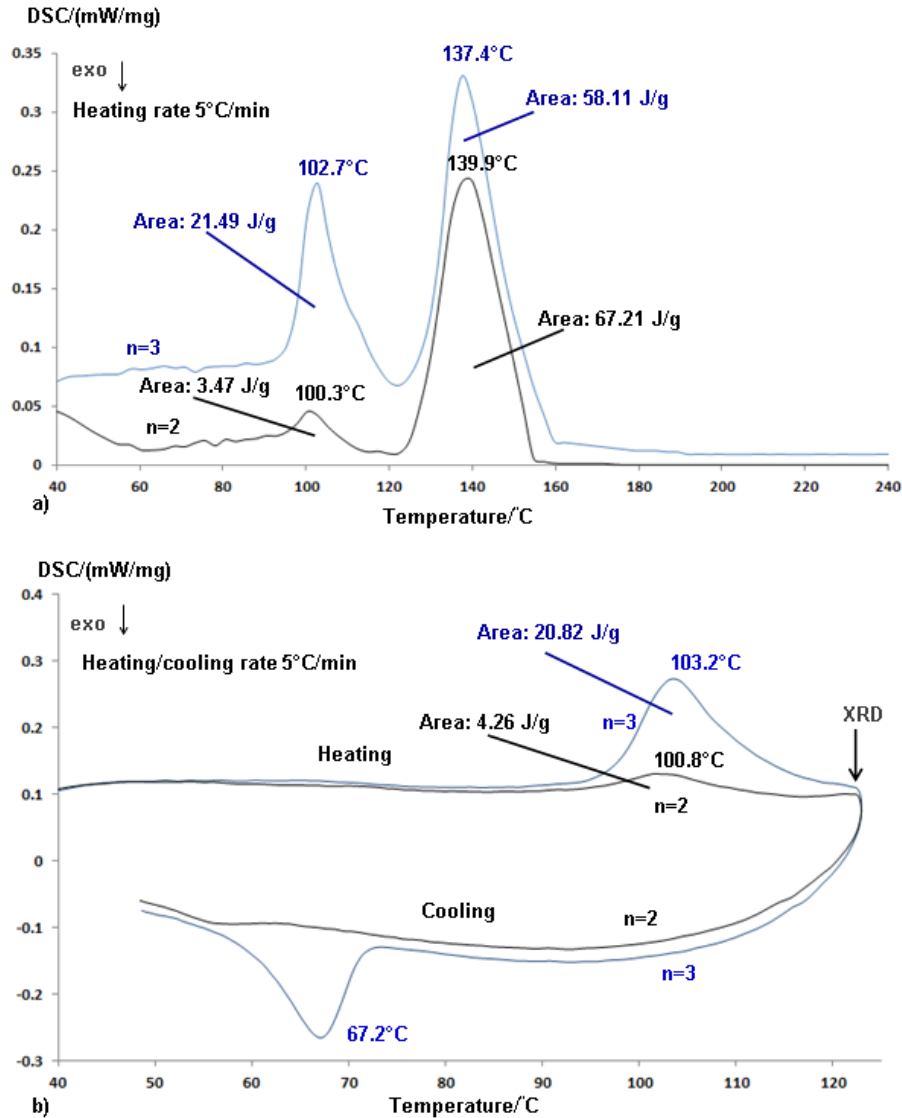 DSC/(mW/mg)
0.35
0.3
0.25
0.2
0.15
0.1
0.05
0
exo ↓
Heating rate 5°C/min
137.4°C
Area: 58.11 J/g
139.9°C
102.7°C
Area: 21.49 J/g
Area: 67.21 J/g
n=3
Area: 3.47 J/g
100.3°C
n=2
40 60 80 100 120 140 160 180 200 220 240
a)
Temperature/°C
DSC/(mW/mg)
0.4
0.3
0.2
0.1
0
-0.1
-0.2
-0.3
exo ↓
Heating/cooling rate 5°C/min
Area: 20.82 J/g
103.2°C
n=3
Area: 4.26 J/g
XRD
Heating
100.8°C
n=2
Cooling
n=2
n=3
67.2°C
40 50 60 70 80 90 100 110 120
b)
Temperature/°C